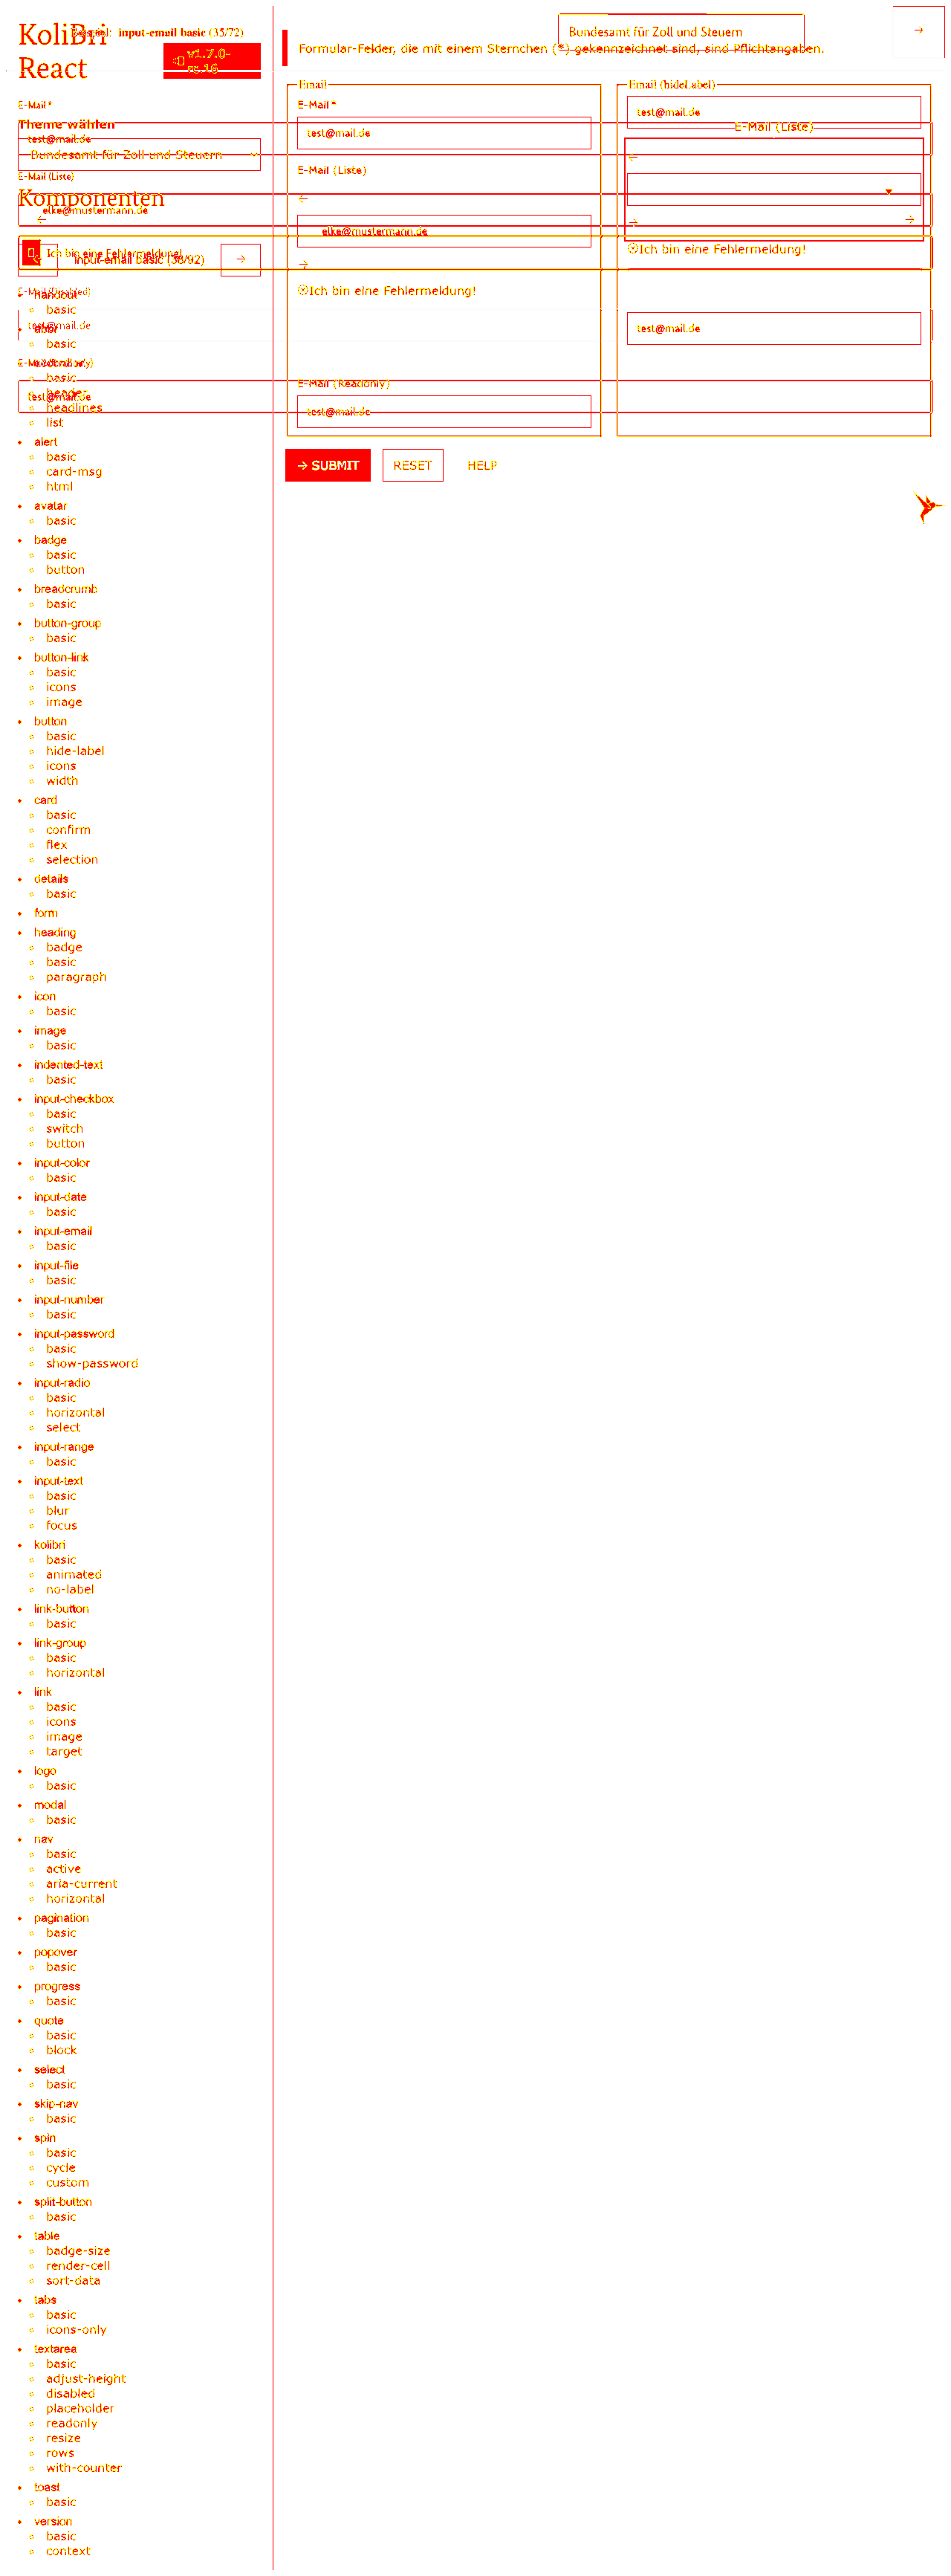 KoliBri
Beispiel: input-email basic (35/72)
React
v1.7.0-
rc.16
Bundesamt für Zoll und Steuern
→
Formular-Felder, die mit einem Sternchen (*) gekennzeichnet sind, sind Pflichtangaben.
E-Mail *
Theme wählen
test@mail.de
Bundesamt für Zoll und Steuern
E-Mail (Liste)
Komponenten
elke@mustermann.de
←
Ich bin eine Fehlermeldung!
← input-email basic (38/92) →
E-Mail (Disabled)
test@mail.de
E-Mail (Readonly)
test@mail.de
Email
E-Mail *
test@mail.de
E-Mail (Liste)
←
elke@mustermann.de
→
Ich bin eine Fehlermeldung!
E-Mail (Readonly)
test@mail.de
Email (hideLabel)
test@mail.de
E-Mail (Liste)
←
→ →
Ich bin eine Fehlermeldung!
test@mail.de
→ SUBMIT RESET HELP
handout
basic
abbr
basic
basic
header
headlines
list
alert
basic
card-msg
html
avatar
basic
badge
basic
button
breadcrumb
basic
button-group
basic
button-link
basic
icons
image
button
basic
hide-label
icons
width
card
basic
confirm
flex
selection
details
basic
form
heading
badge
basic
paragraph
icon
basic
image
basic
indented-text
basic
input-checkbox
basic
switch
button
input-color
basic
input-date
basic
input-email
basic
input-file
basic
input-number
basic
input-password
basic
show-password
input-radio
basic
horizontal
select
input-range
basic
input-text
basic
blur
focus
kolibri
basic
animated
no-label
link-button
basic
link-group
basic
horizontal
link
basic
icons
image
target
logo
basic
modal
basic
nav
basic
active
aria-current
horizontal
pagination
basic
popover
basic
progress
basic
quote
basic
block
select
basic
skip-nav
basic
spin
basic
cycle
custom
split-button
basic
table
badge-size
render-cell
sort-data
tabs
basic
icons-only
textarea
basic
adjust-height
disabled
placeholder
readonly
resize
rows
with-counter
toast
basic
version
basic
context